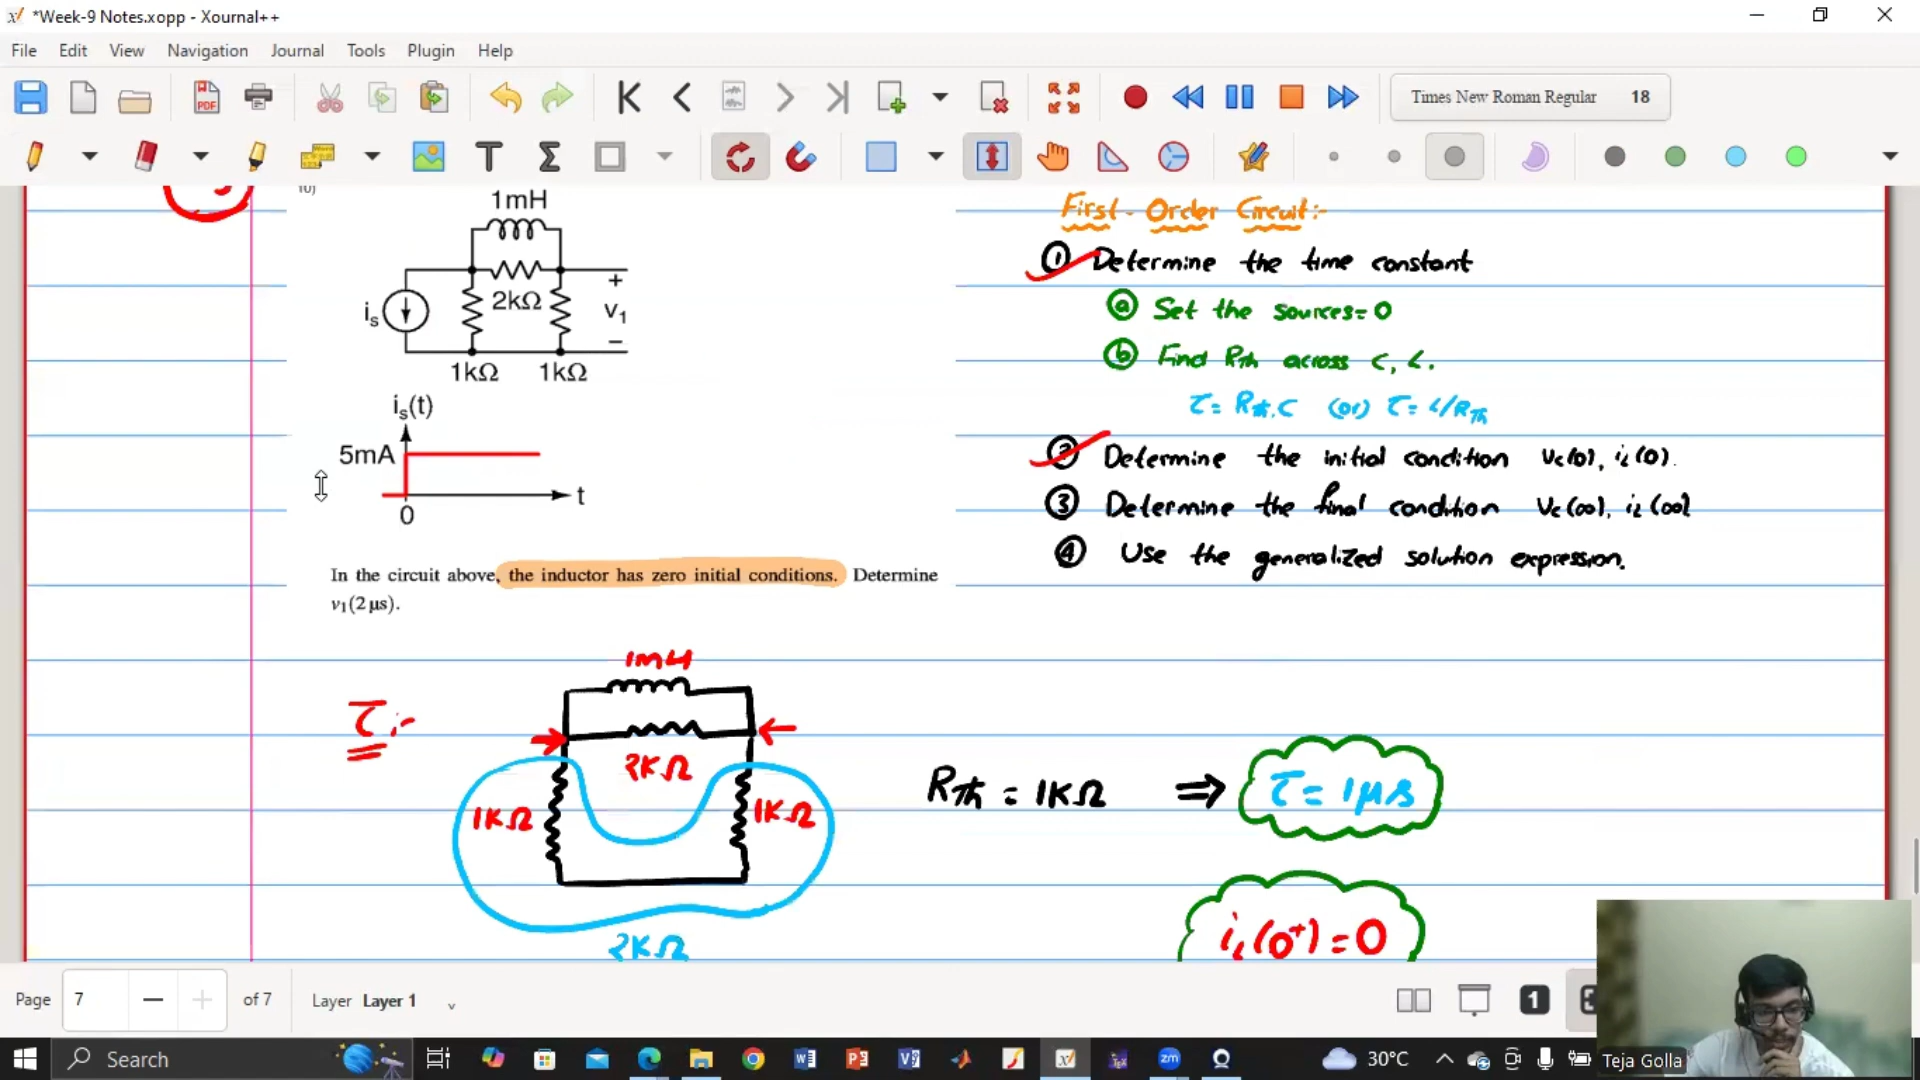 *Week-9 Notes.xopp - Xournal++
File Edit View Navigation Journal Tools Plugin Help
PDF
Times New Roman Regular 18
T Σ
10)
1mH
2kΩ
is
+
v1
−
1kΩ 1kΩ
is(t)
5mA
t
0
In the circuit above, the inductor has zero initial conditions. Determine
v1(2 μs).
First-Order Circuit:-
① Determine the time constant
ⓐ Set the sources=0
ⓑ Find Rth across C, L.
τ= Rth.C (or) τ= L/RTh
② Determine the initial condition Vc(0), iL(0).
③ Determine the final condition Vc(∞), iL(∞)
④ Use the generalized solution expression.
τ:-
1mH
2KΩ
1KΩ
1KΩ
2KΩ
RTh = 1KΩ ⇒ τ= 1μs
iL(0+)=0
Page 7 of 7 Layer Layer 1
1
Search
30°C
Teja Golla